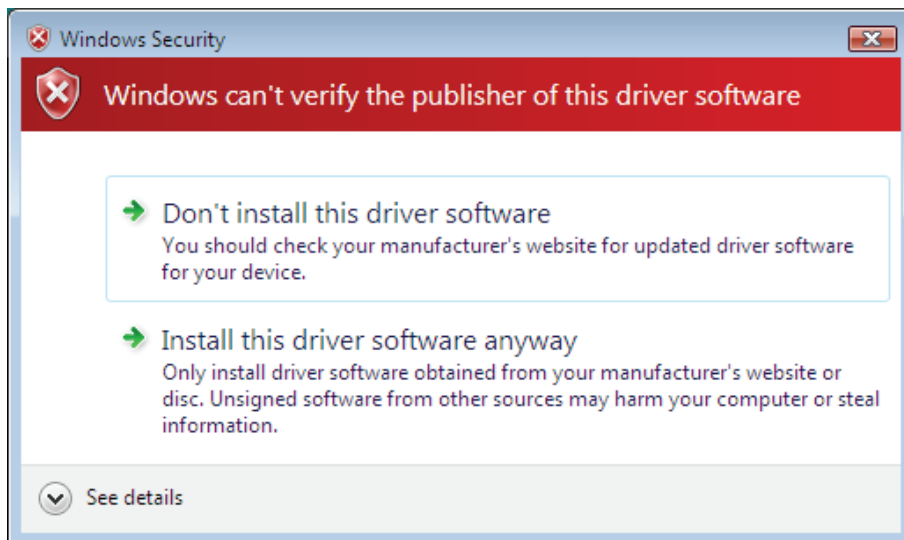 Windows Security
Windows can't verify the publisher of this driver software
Don't install this driver software
You should check your manufacturer's website for updated driver software
for your device.
Install this driver software anyway
Only install driver software obtained from your manufacturer's website or
disc. Unsigned software from other sources may harm your computer or steal
information.
See details